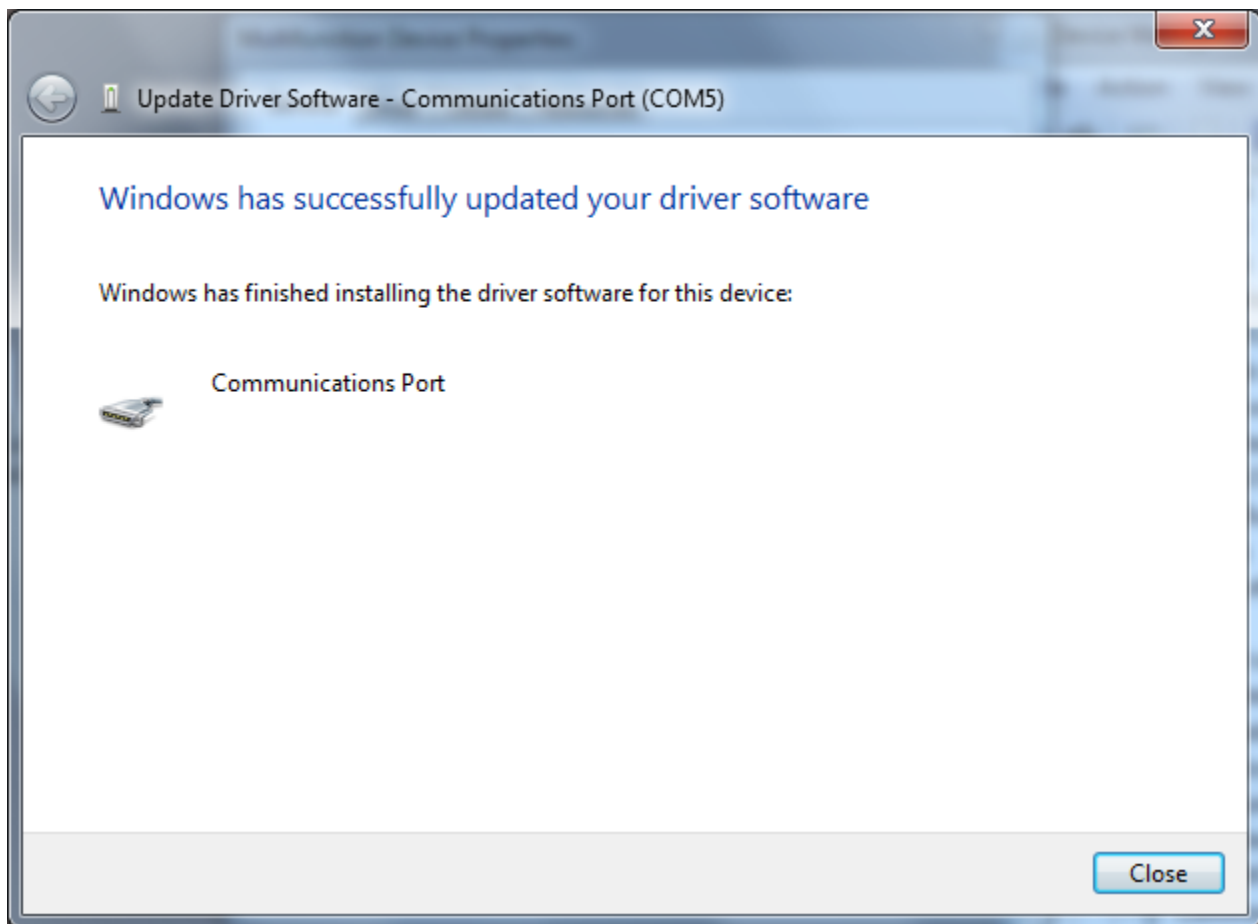 Update Driver Software - Communications Port (COM5)
Windows has successfully updated your driver software
Windows has finished installing the driver software for this device:
Communications Port
Close